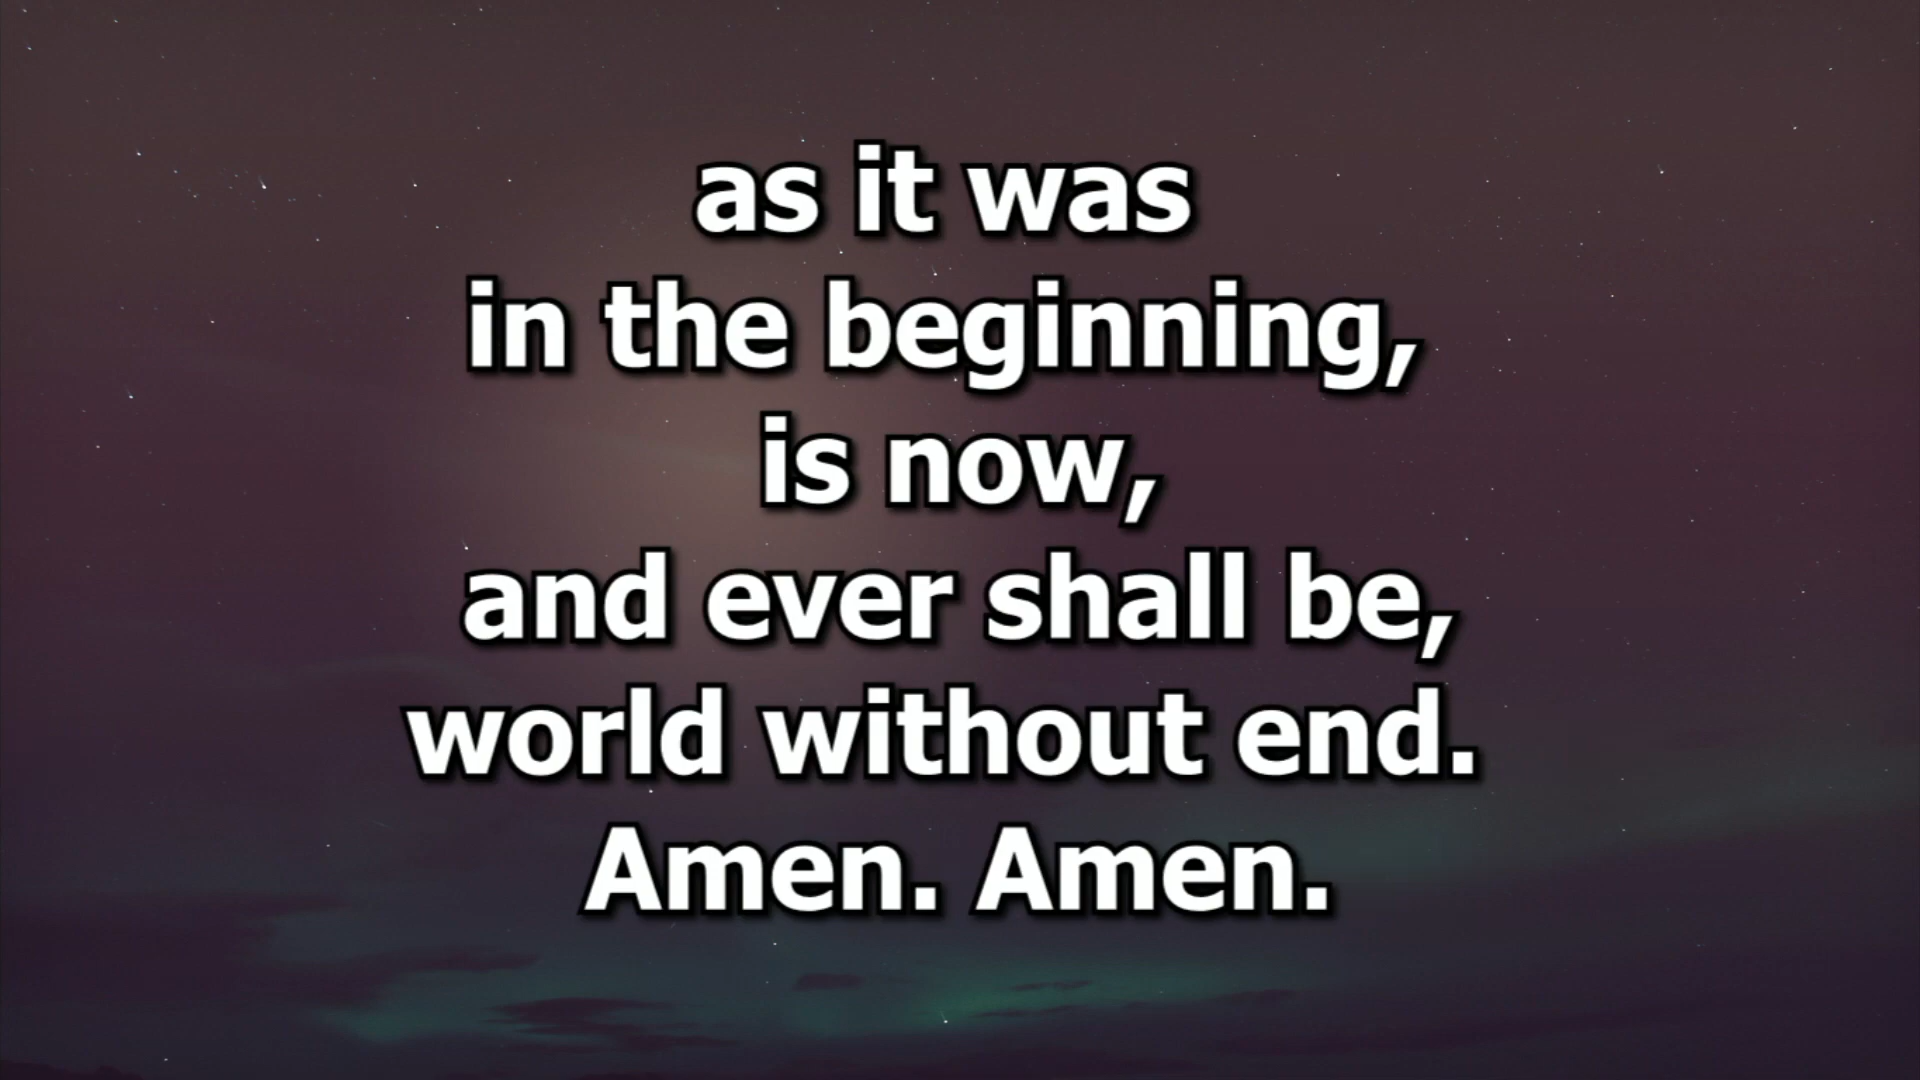 as it was
in the beginning,
is now,
and ever shall be,
world without end.
Amen. Amen.